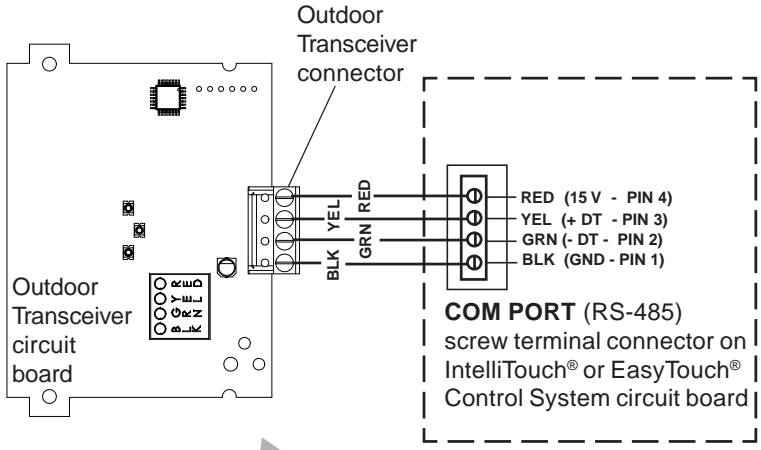 Outdoor
Transceiver
connector
RED
YEL
GRN
BLK
RED (15 V - PIN 4)
YEL (+ DT - PIN 3)
GRN (- DT - PIN 2)
BLK (GND - PIN 1)
COM PORT (RS-485)
screw terminal connector on
IntelliTouch® or EasyTouch®
Control System circuit board
Outdoor
Transceiver
circuit
board
RED
YEL
GRN
BLK